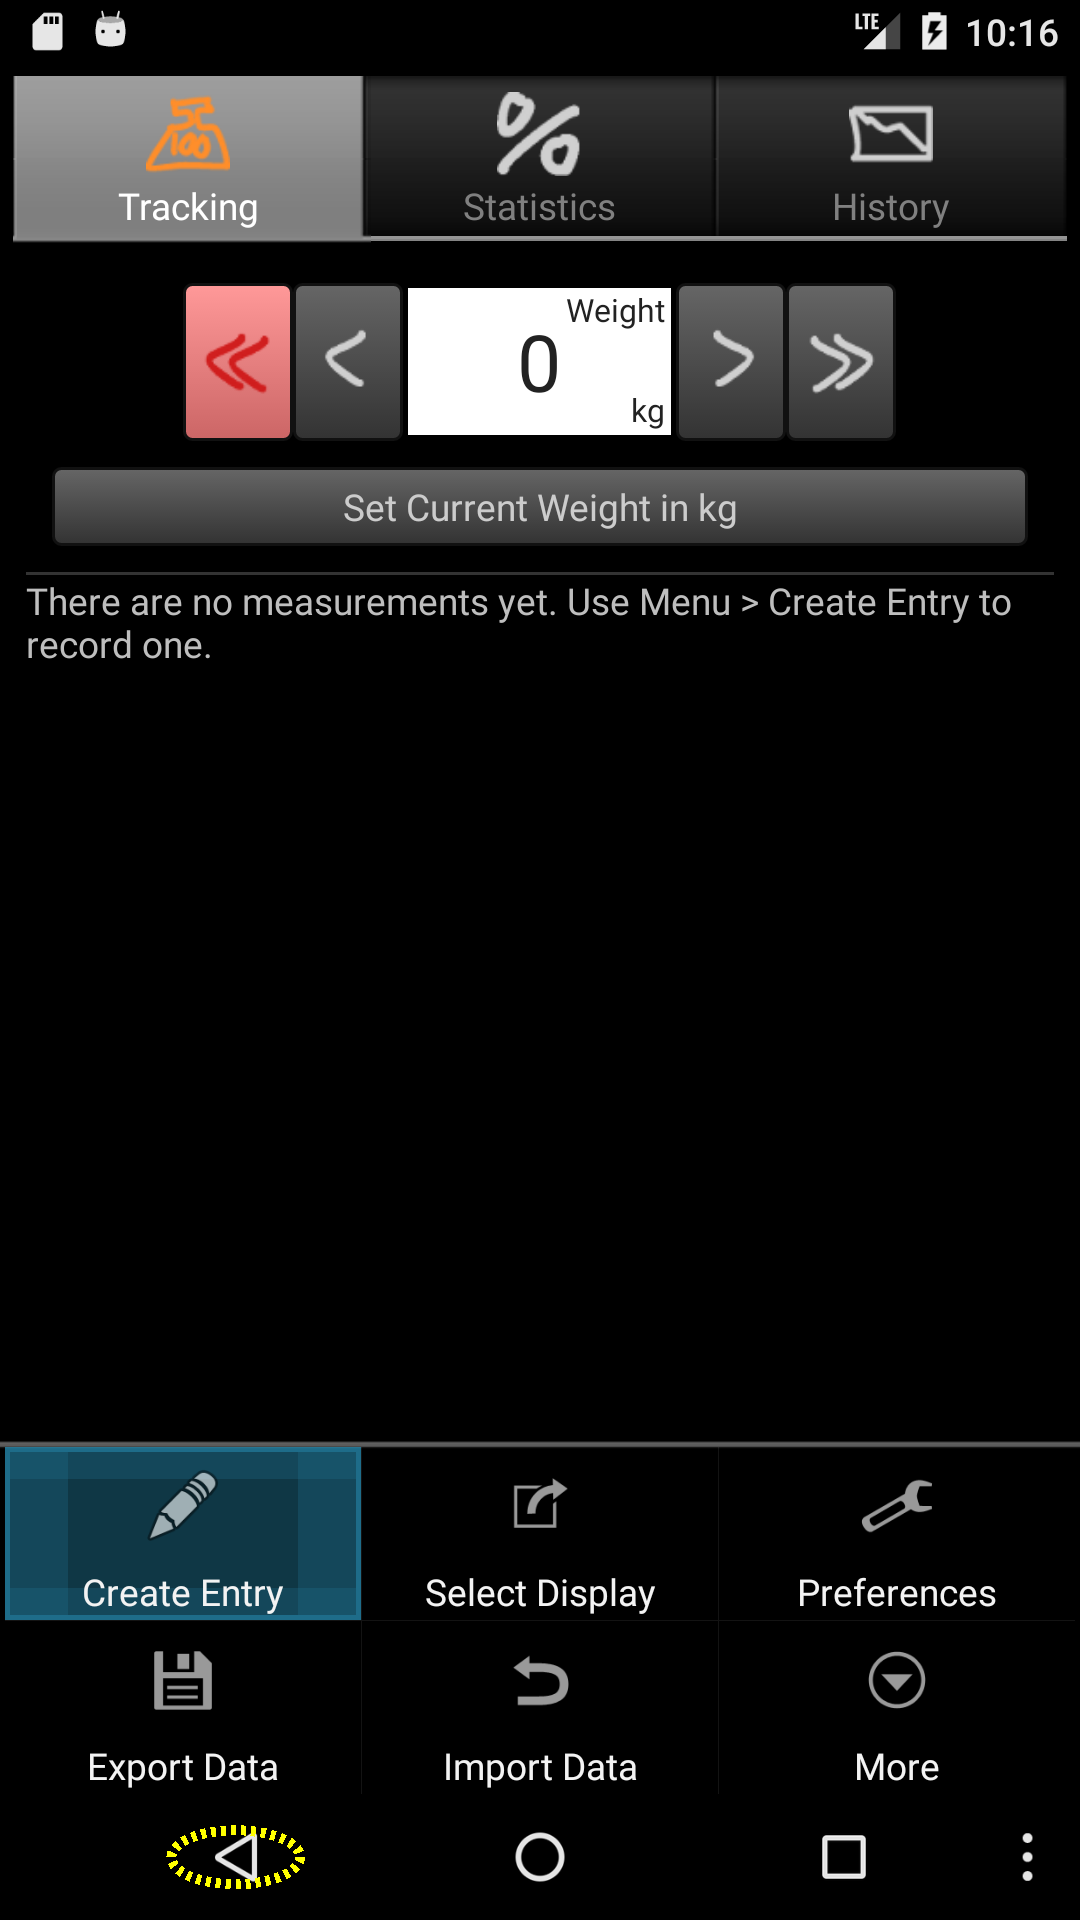 LTE 10:16
100
Tracking Statistics History
Weight
0
kg
Set Current Weight in kg
There are no measurements yet. Use Menu > Create Entry to
record one.
Create Entry Select Display Preferences
Export Data Import Data More